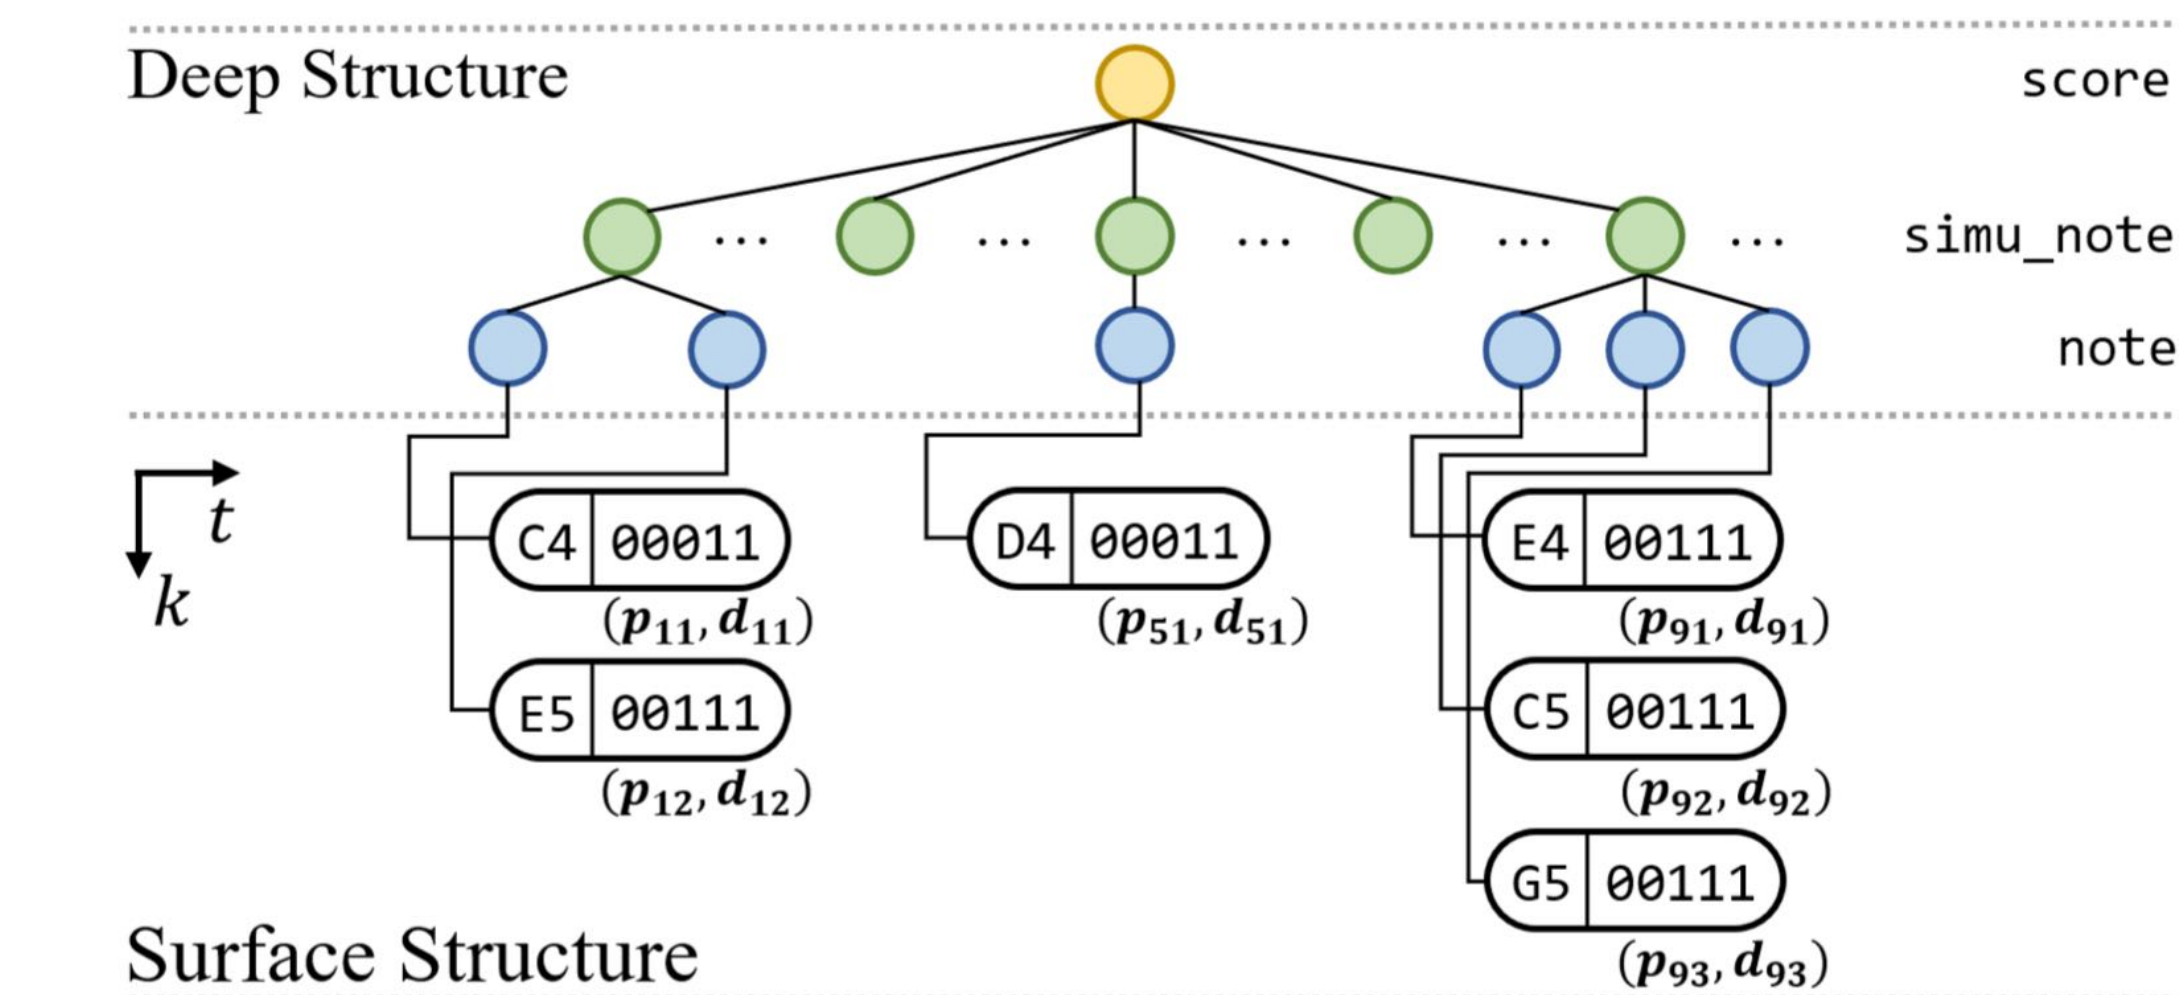 Deep Structure
score
... ... ... ... ...
simu_note
note
t
k
C4 00011
(p11, d11)
E5 00111
(p12, d12)
D4 00011
(p51, d51)
E4 00111
(p91, d91)
C5 00111
(p92, d92)
G5 00111
(p93, d93)
Surface Structure